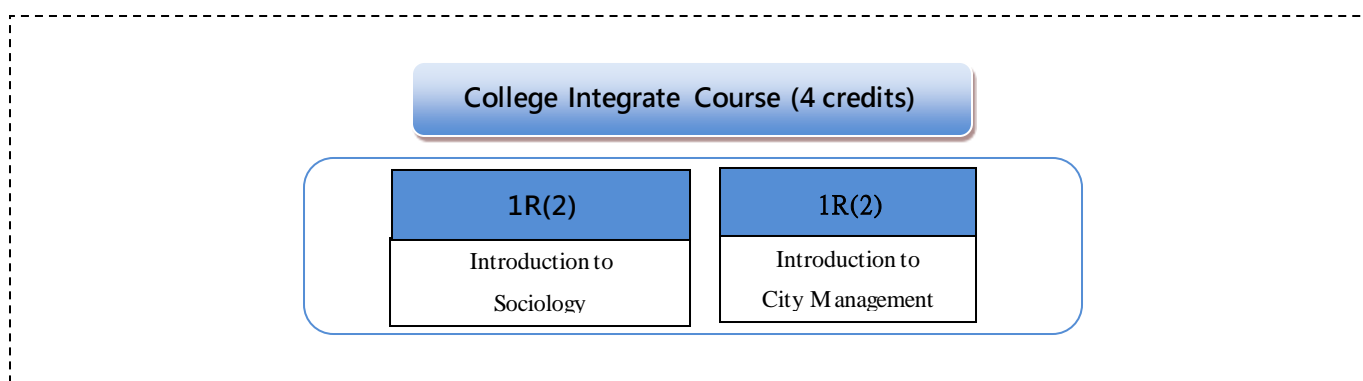 College Integrate Course (4 credits)
1R(2)
Introduction to
Sociology
1R(2)
Introduction to
City Management